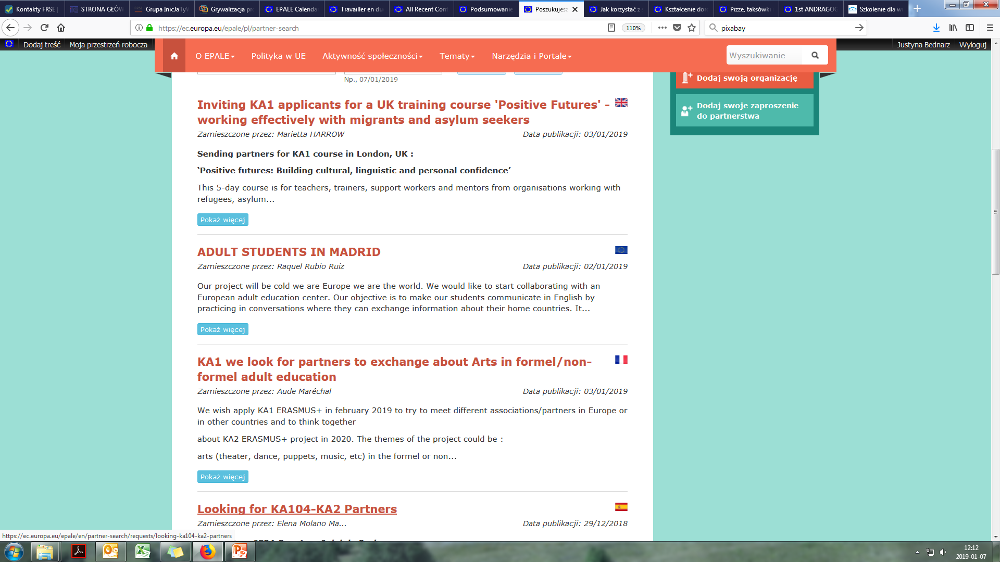 Kontakty FRSE
STRONA GŁÓW
Grupa InicJaTyW
Grywalizacja pr
EPALE Calenda
Travailler en du
All Recent Cont
Podsumowanie
Poszukujesz
Jak korzystać z
Kształcenie doro
Pizze, taksówki
1st ANDRAGOG
Szkolenie dla w
https://ec.europa.eu/epale/pl/partner-search
110%
pixabay
Dodaj treść
Moja przestrzeń robocza
Justyna Bednarz
Wyloguj
O EPALE
Polityka w UE
Aktywność społeczności
Tematy
Narzędzia i Portale
Wyszukiwanie
Np., 07/01/2019
Dodaj swoją organizację
Dodaj swoje zaproszenie
do partnerstwa
Inviting KA1 applicants for a UK training course 'Positive Futures' -
working effectively with migrants and asylum seekers
Zamieszczone przez: Marietta HARROW
Data publikacji: 03/01/2019
Sending partners for KA1 course in London, UK :
‘Positive futures: Building cultural, linguistic and personal confidence’
This 5-day course is for teachers, trainers, support workers and mentors from organisations working with
refugees, asylum...
Pokaż więcej
ADULT STUDENTS IN MADRID
Zamieszczone przez: Raquel Rubio Ruiz
Data publikacji: 02/01/2019
Our project will be cold we are Europe we are the world. We would like to start collaborating with an
European adult education center. Our objective is to make our students communicate in English by
practicing in conversations where they can exchange information about their home countries. It...
Pokaż więcej
KA1 we look for partners to exchange about Arts in formel/non-
formel adult education
Zamieszczone przez: Aude Maréchal
Data publikacji: 03/01/2019
We wish apply KA1 ERASMUS+ in february 2019 to try to meet different associations/partners in Europe or
in other countries and to think together
about KA2 ERASMUS+ project in 2020. The themes of the project could be :
arts (theater, dance, puppets, music, etc) in the formel or non...
Pokaż więcej
Looking for KA104-KA2 Partners
Zamieszczone przez: Elena Molano Ma...
Data publikacji: 29/12/2018
https://ec.europa.eu/epale/en/partner-search/requests/looking-ka104-ka2-partners
12:12
2019-01-07